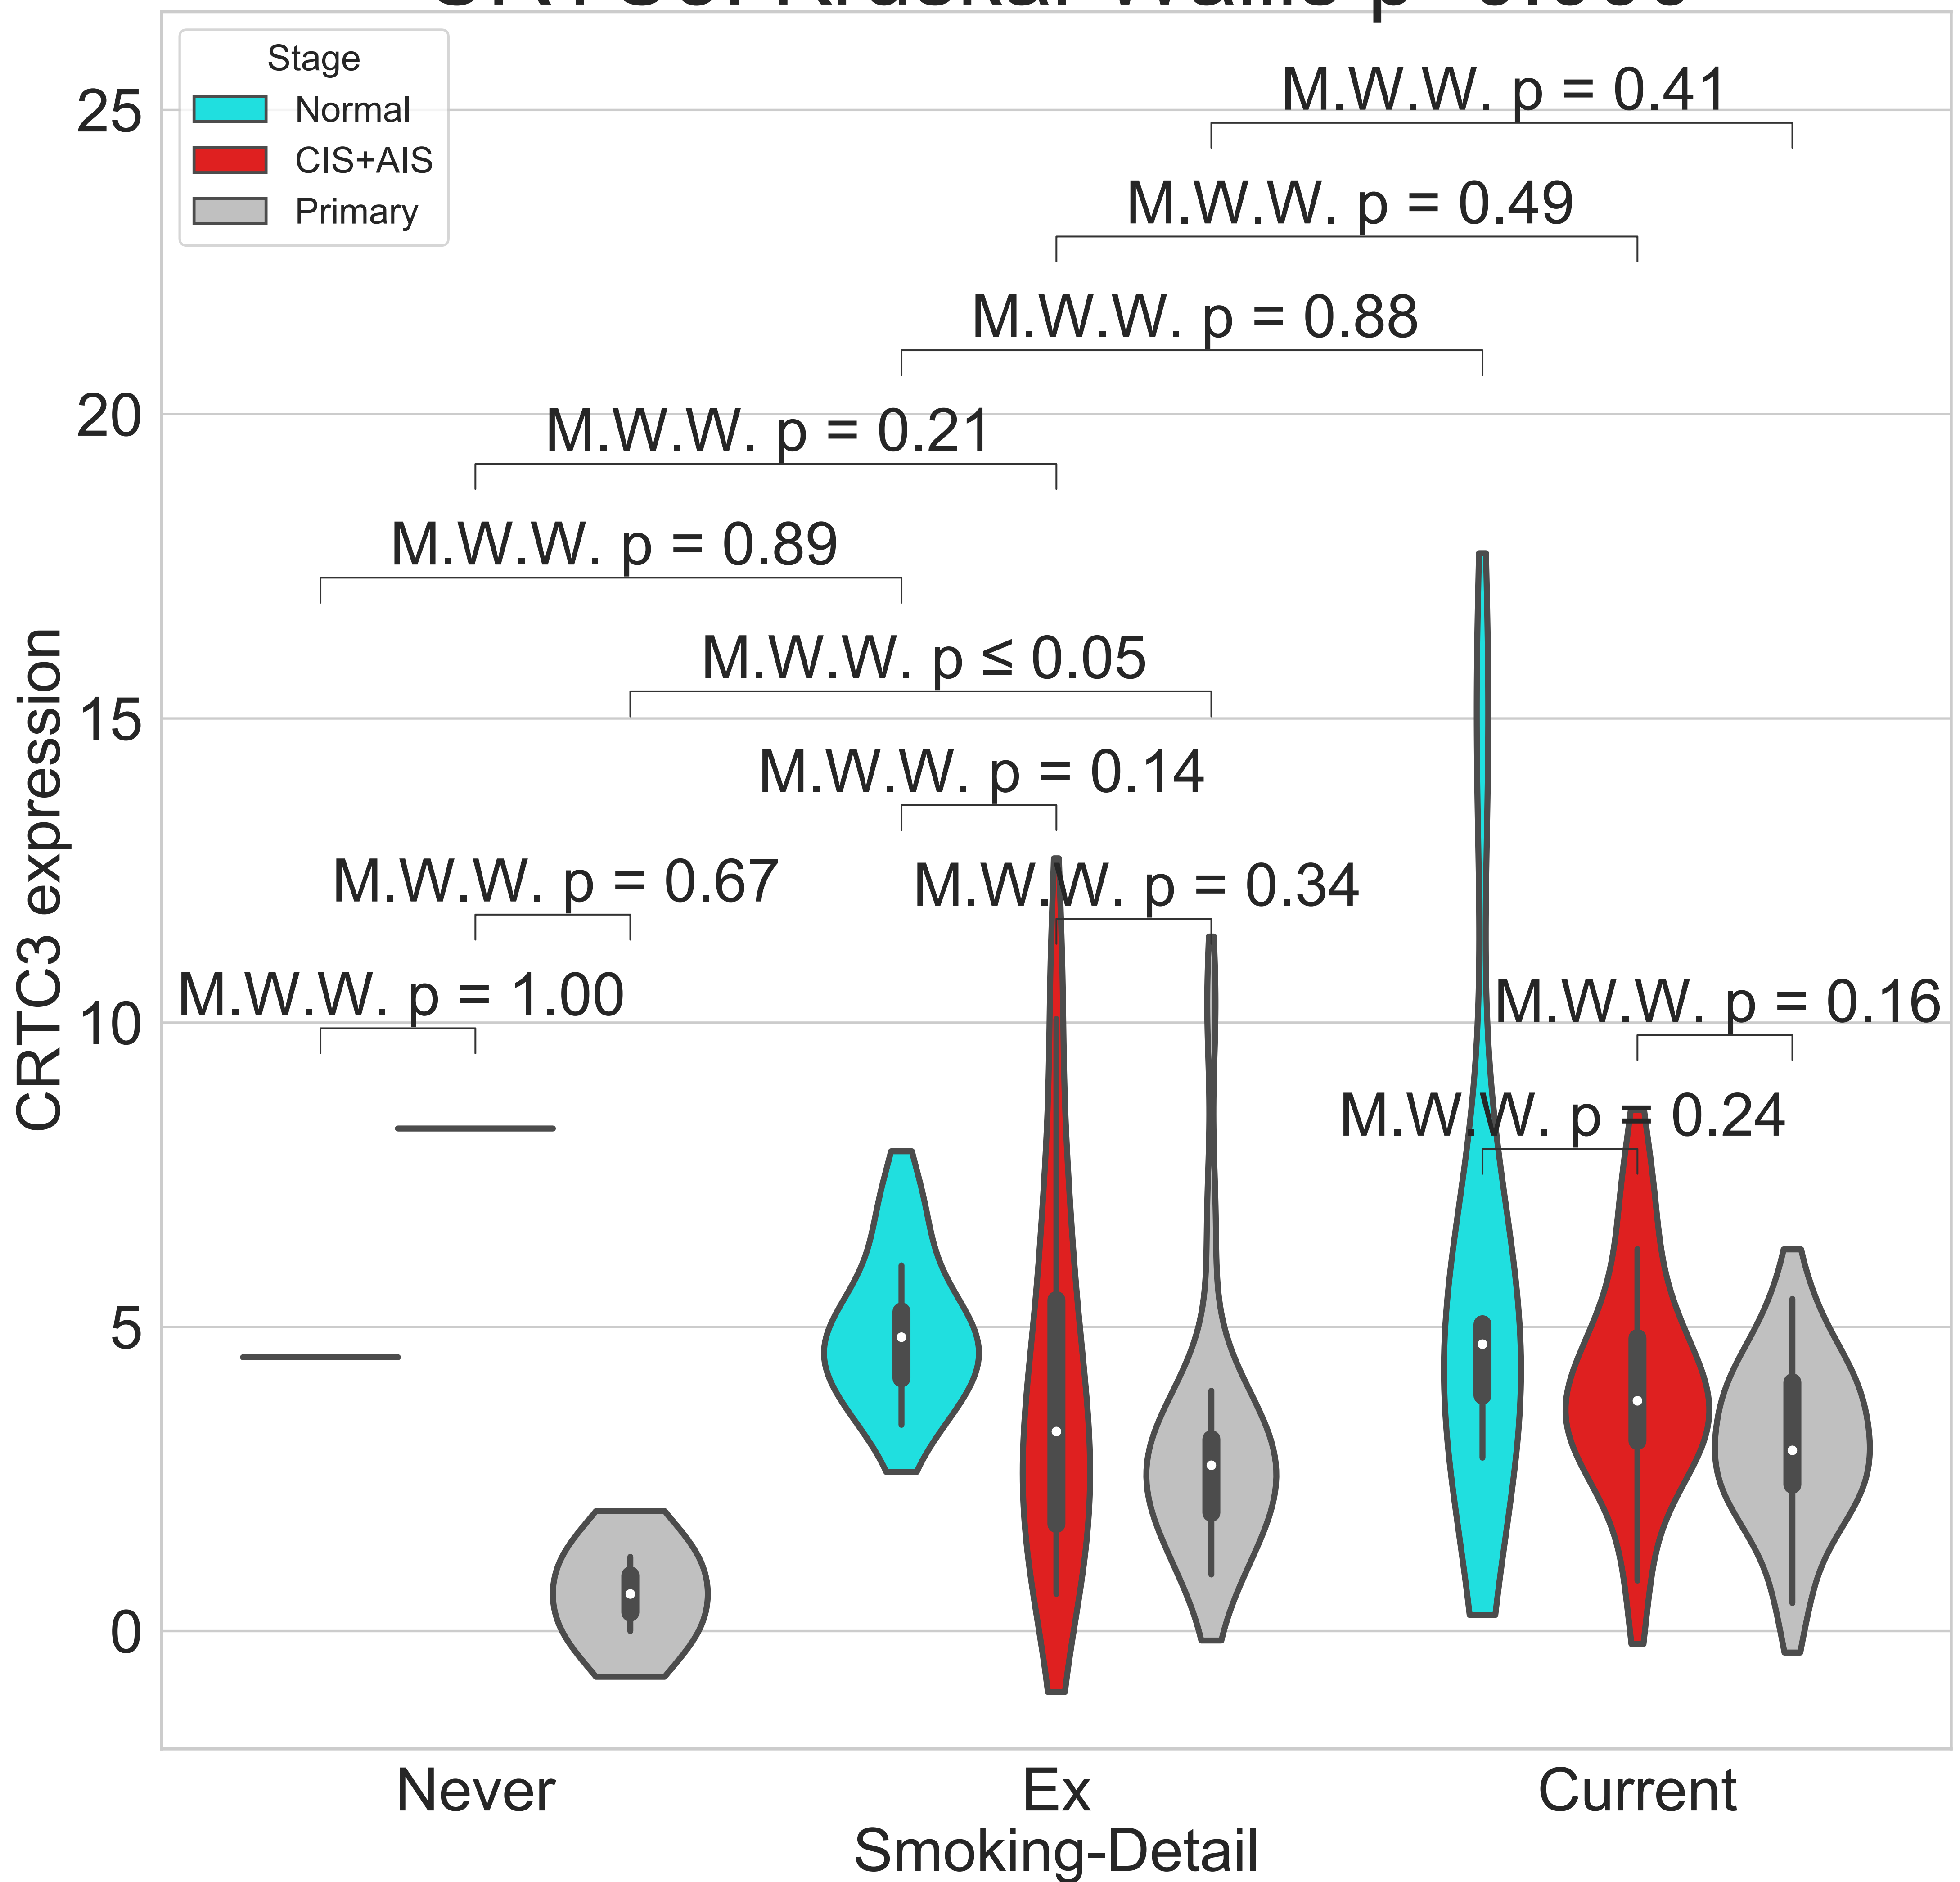 Stage
Normal
CIS+AIS
Primary
M.W.W. p = 0.41
M.W.W. p = 0.49
M.W.W. p = 0.88
M.W.W. p = 0.21
M.W.W. p = 0.89
M.W.W. p ≤ 0.05
M.W.W. p = 0.14
M.W.W. p = 0.67
M.W.W. p = 0.34
M.W.W. p = 1.00
M.W.W. p = 0.16
M.W.W. p = 0.24
25
20
15
10
5
0
CRTC3 expression
Never
Ex
Current
Smoking-Detail